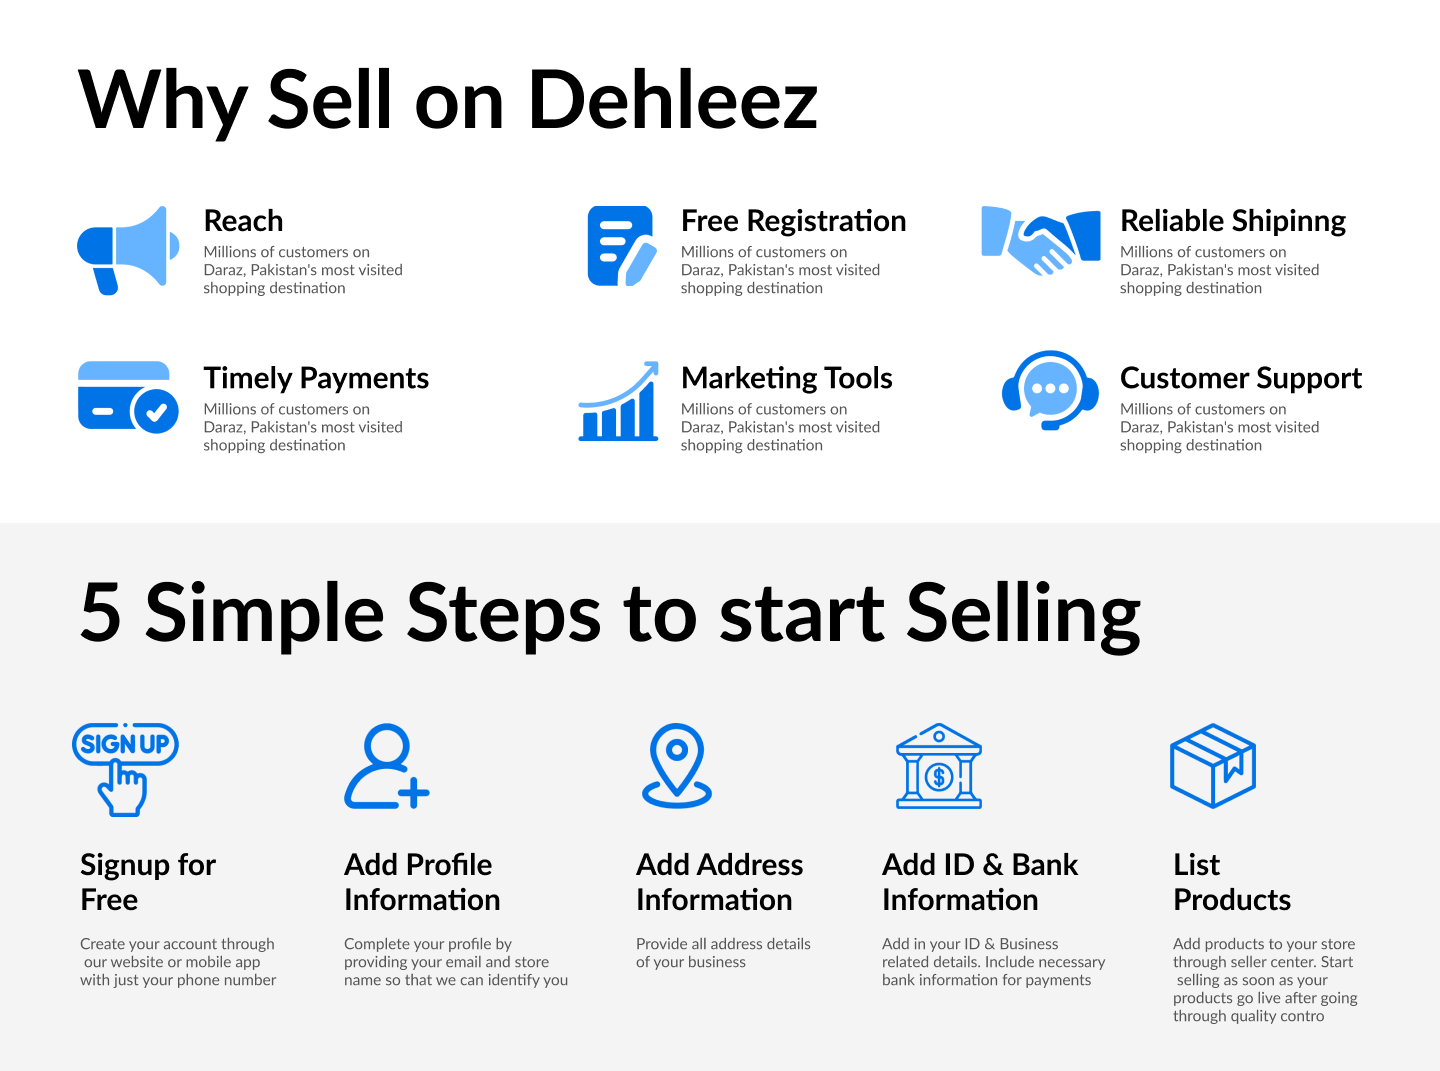 Why Sell on Dehleez
Reach
Millions of customers on
Daraz, Pakistan's most visited
shopping destination
Free Registration
Millions of customers on
Daraz, Pakistan's most visited
shopping destination
Reliable Shipinng
Millions of customers on
Daraz, Pakistan's most visited
shopping destination
Timely Payments
Millions of customers on
Daraz, Pakistan's most visited
shopping destination
Marketing Tools
Millions of customers on
Daraz, Pakistan's most visited
shopping destination
Customer Support
Millions of customers on
Daraz, Pakistan's most visited
shopping destination
5 Simple Steps to start Selling
SIGN UP
Signup for
Free
Create your account through
our website or mobile app
with just your phone number
Add Profile
Information
Complete your profile by
providing your email and store
name so that we can identify you
Add Address
Information
Provide all address details
of your business
$
Add ID & Bank
Information
Add in your ID & Business
related details. Include necessary
bank information for payments
List
Products
Add products to your store
through seller center. Start
selling as soon as your
products go live after going
through quality contro